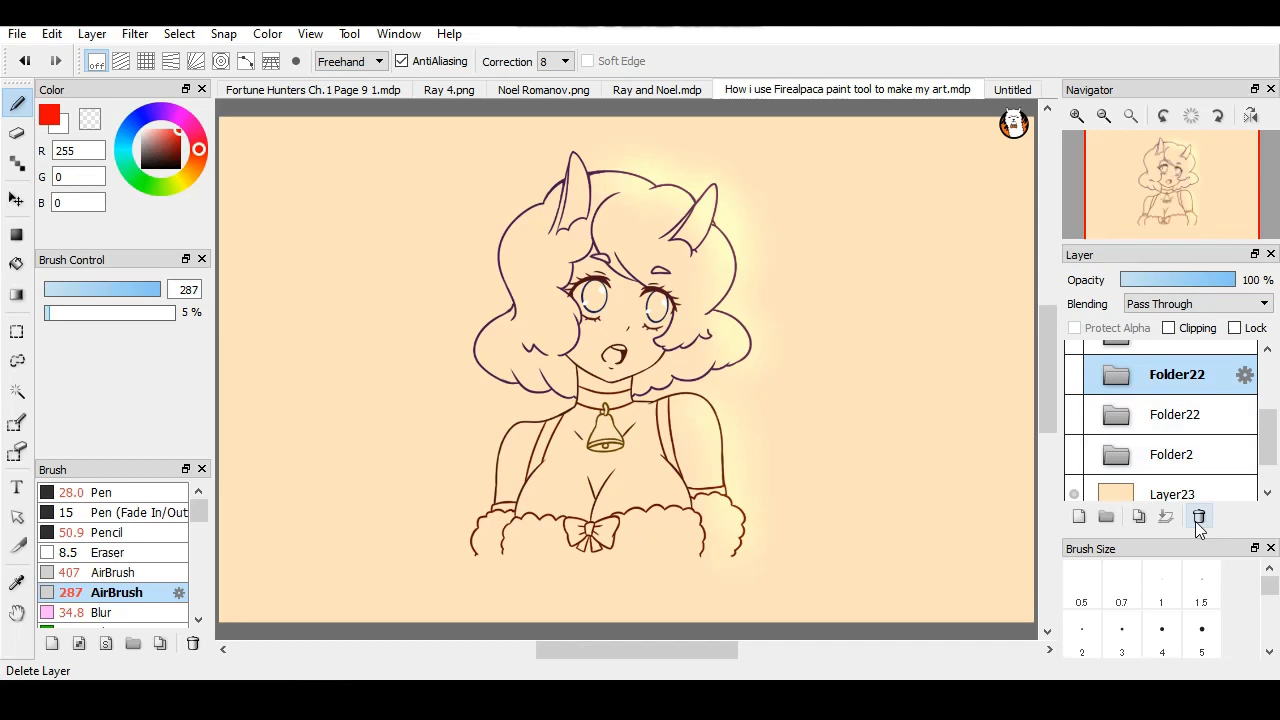 File Edit Layer Filter Select Snap Color View Tool Window Help
off Freehand AntiAliasing Correction 8 Soft Edge
Color
Fortune Hunters Ch.1 Page 9 1.mdp Ray 4.png Noel Romanov.png Ray and Noel.mdp How i use Firealpaca paint tool to make my art.mdp Untitled
Navigator
R 255
G 0
B 0
Brush Control
287
5 %
Layer
Opacity 100 %
Blending Pass Through
Protect Alpha Clipping Lock
Folder22
Folder22
Folder2
Layer23
Brush
28.0 Pen
15 Pen (Fade In/Out
50.9 Pencil
8.5 Eraser
407 AirBrush
287 AirBrush
34.8 Blur
Brush Size
0.5 0.7 1 1.5
2 3 4 5
Delete Layer